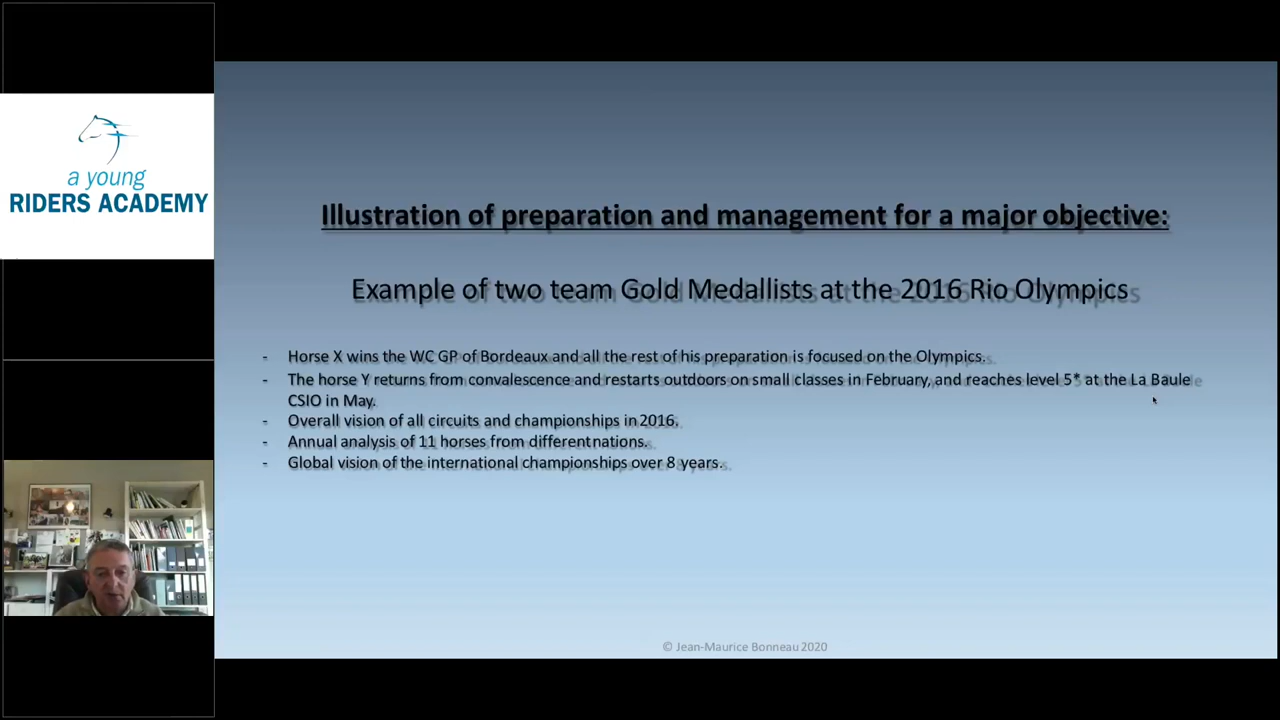 a young
RIDERS ACADEMY
Illustration of preparation and management for a major objective:
Example of two team Gold Medallists at the 2016 Rio Olympics
- Horse X wins the WC GP of Bordeaux and all the rest of his preparation is focused on the Olympics.
- The horse Y returns from convalescence and restarts outdoors on small classes in February, and reaches level 5* at the La Baule
CSIO in May.
- Overall vision of all circuits and championships in 2016.
- Annual analysis of 11 horses from different nations.
- Global vision of the international championships over 8 years.
© Jean-Maurice Bonneau 2020